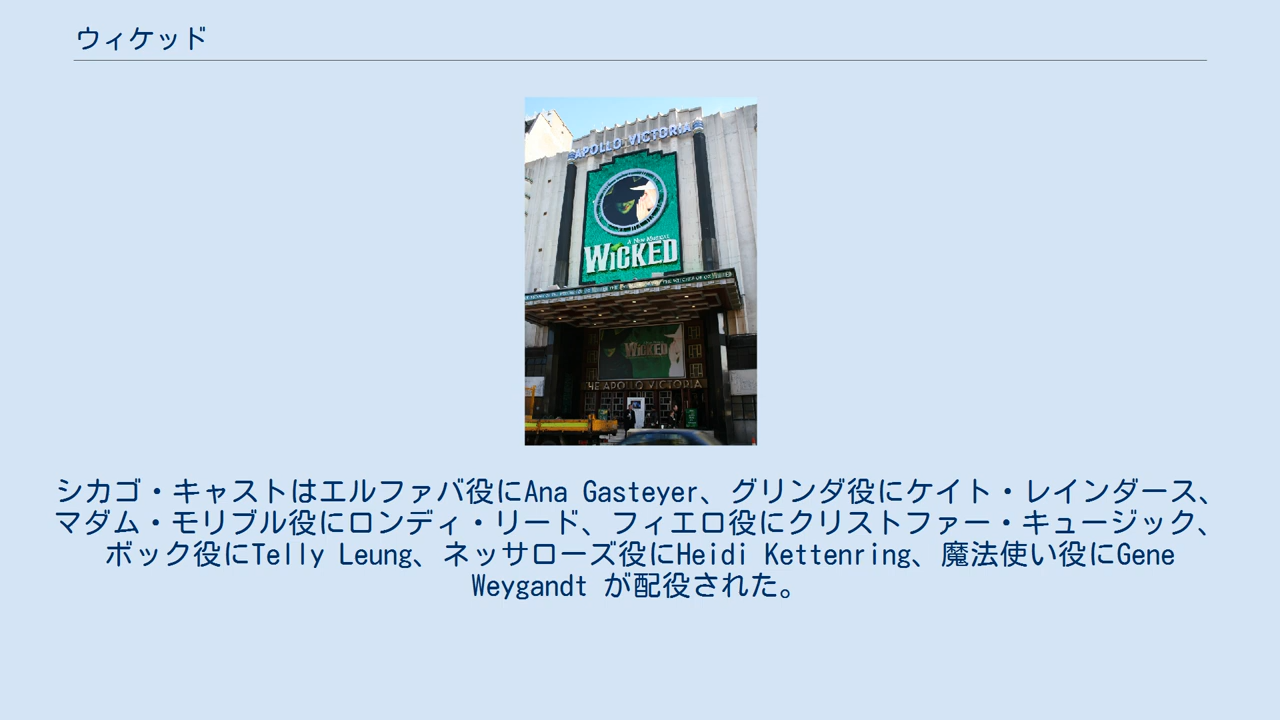 ウィケッド
APOLLO VICTORIA
A New Musical
WICKED
WICKED
THE APOLLO VICTORIA
シカゴ・キャストはエルファバ役にAna Gasteyer、グリンダ役にケイト・レインダース、
マダム・モリブル役にロンディ・リード、フィエロ役にクリストファー・キュージック、
ボック役にTelly Leung、ネッサローズ役にHeidi Kettenring、魔法使い役にGene
Weygandt が配役された。